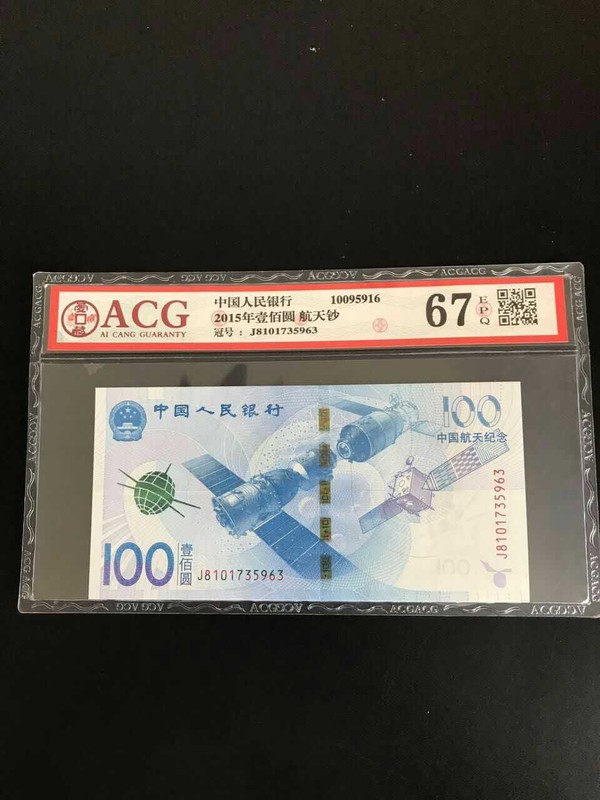 ACG
AI CANG GUARANTY
中国人民银行 10095916
2015年壹佰圆 航天钞
冠号：J8101735963
67
EPQ
中国人民银行
100
中国航天纪念
J8101735963
100
壹佰圆
J8101735963